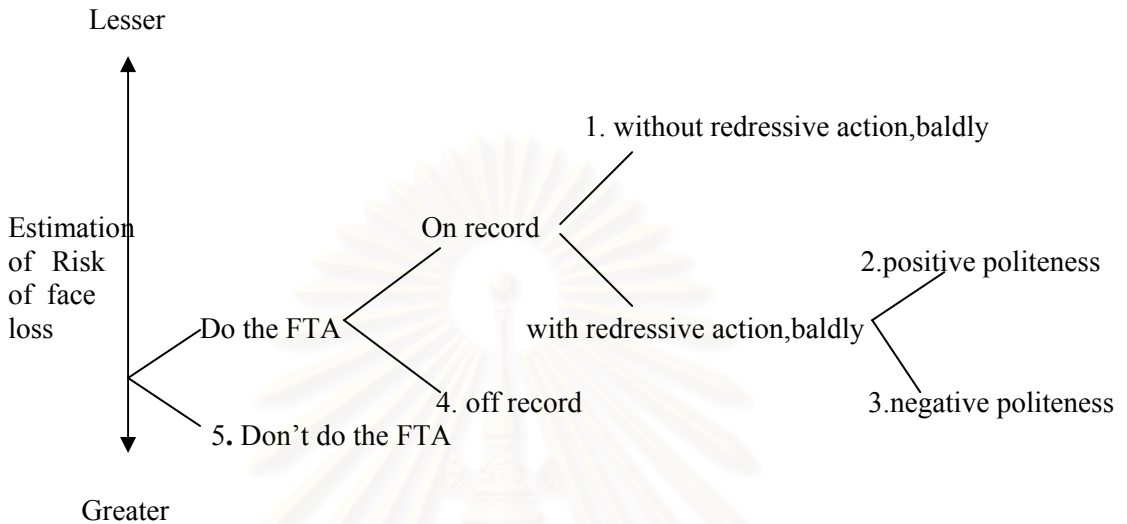 Lesser
1. without redressive action,baldly
Estimation
of Risk
of face
loss
On record
2.positive politeness
Do the FTA
with redressive action,baldly
4. off record
3.negative politeness
5. Don’t do the FTA
Greater